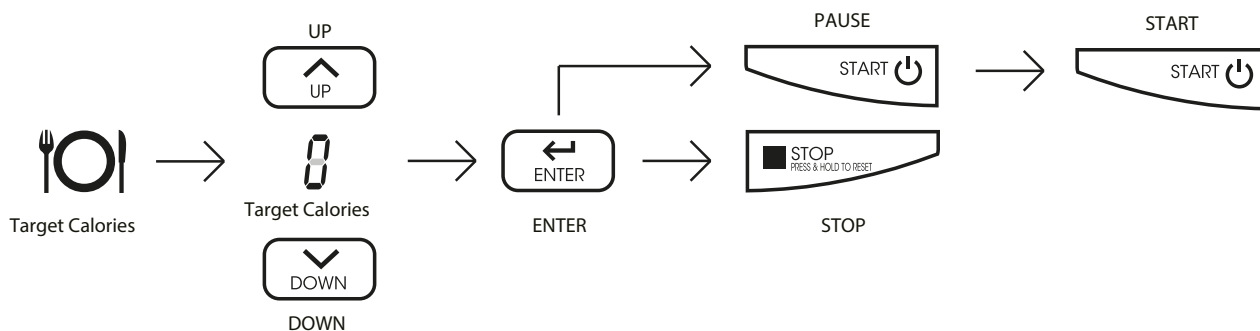 UP
UP
Target Calories
0
Target Calories
DOWN
DOWN
ENTER
ENTER
PAUSE
START
STOP
PRESS & HOLD TO RESET
STOP
START
START